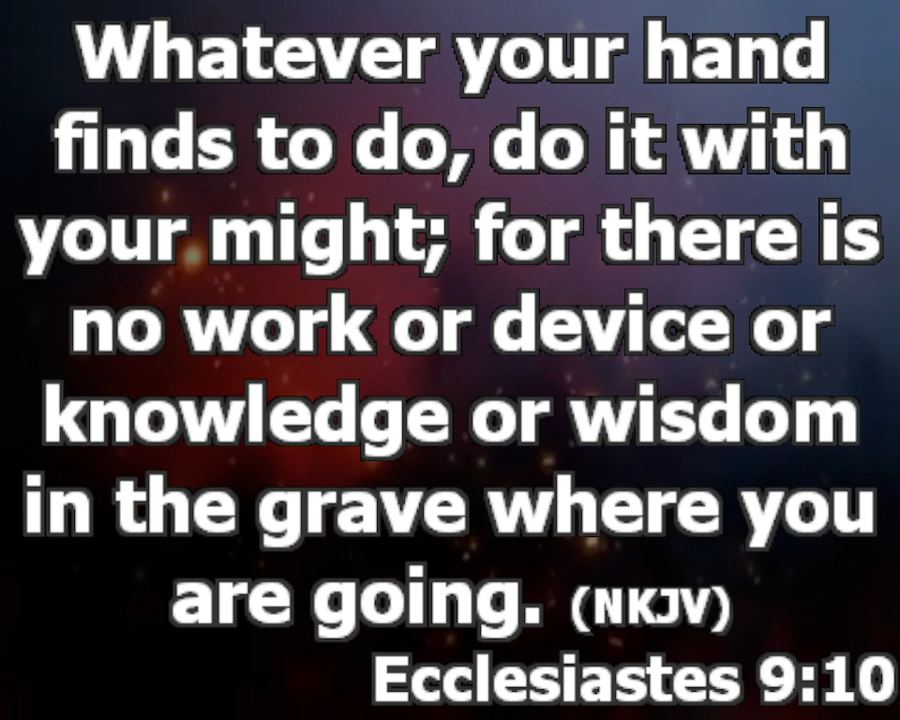 Whatever your hand
finds to do, do it with
your might; for there is
no work or device or
knowledge or wisdom
in the grave where you
are going. (NKJV)
Ecclesiastes 9:10